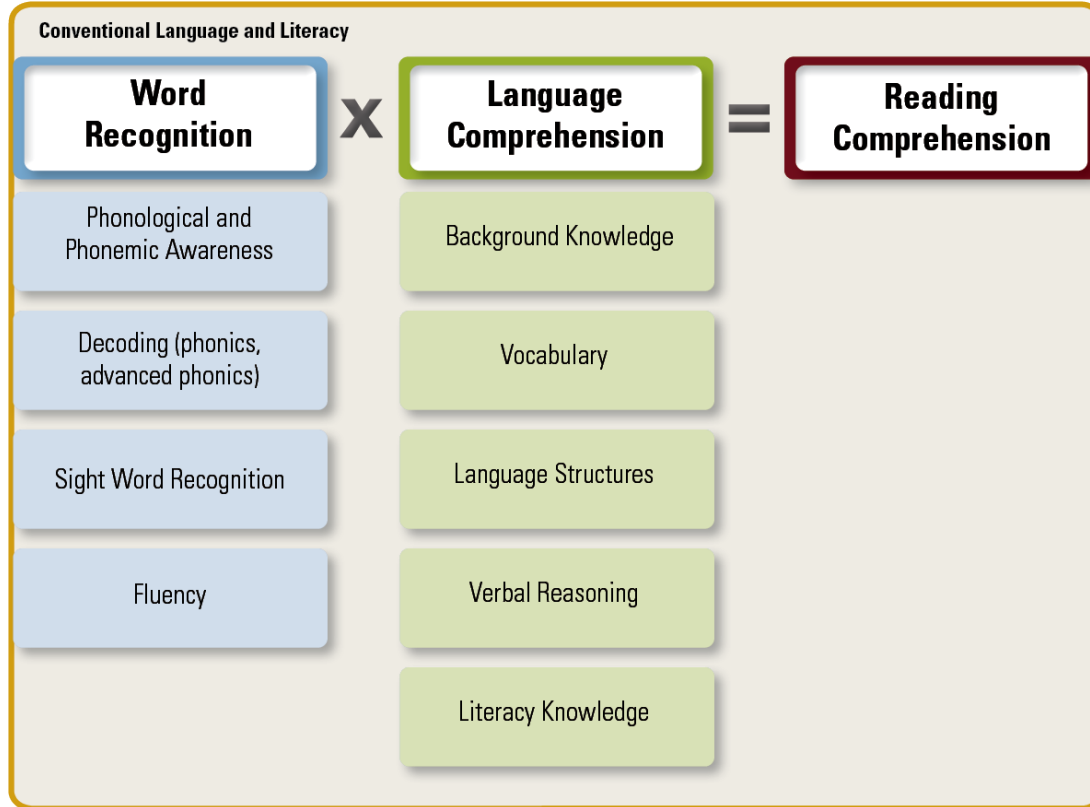 Conventional Language and Literacy
Word
Recognition
x
Language
Comprehension
=
Reading
Comprehension
Phonological and
Phonemic Awareness
Decoding (phonics,
advanced phonics)
Sight Word Recognition
Fluency
Background Knowledge
Vocabulary
Language Structures
Verbal Reasoning
Literacy Knowledge